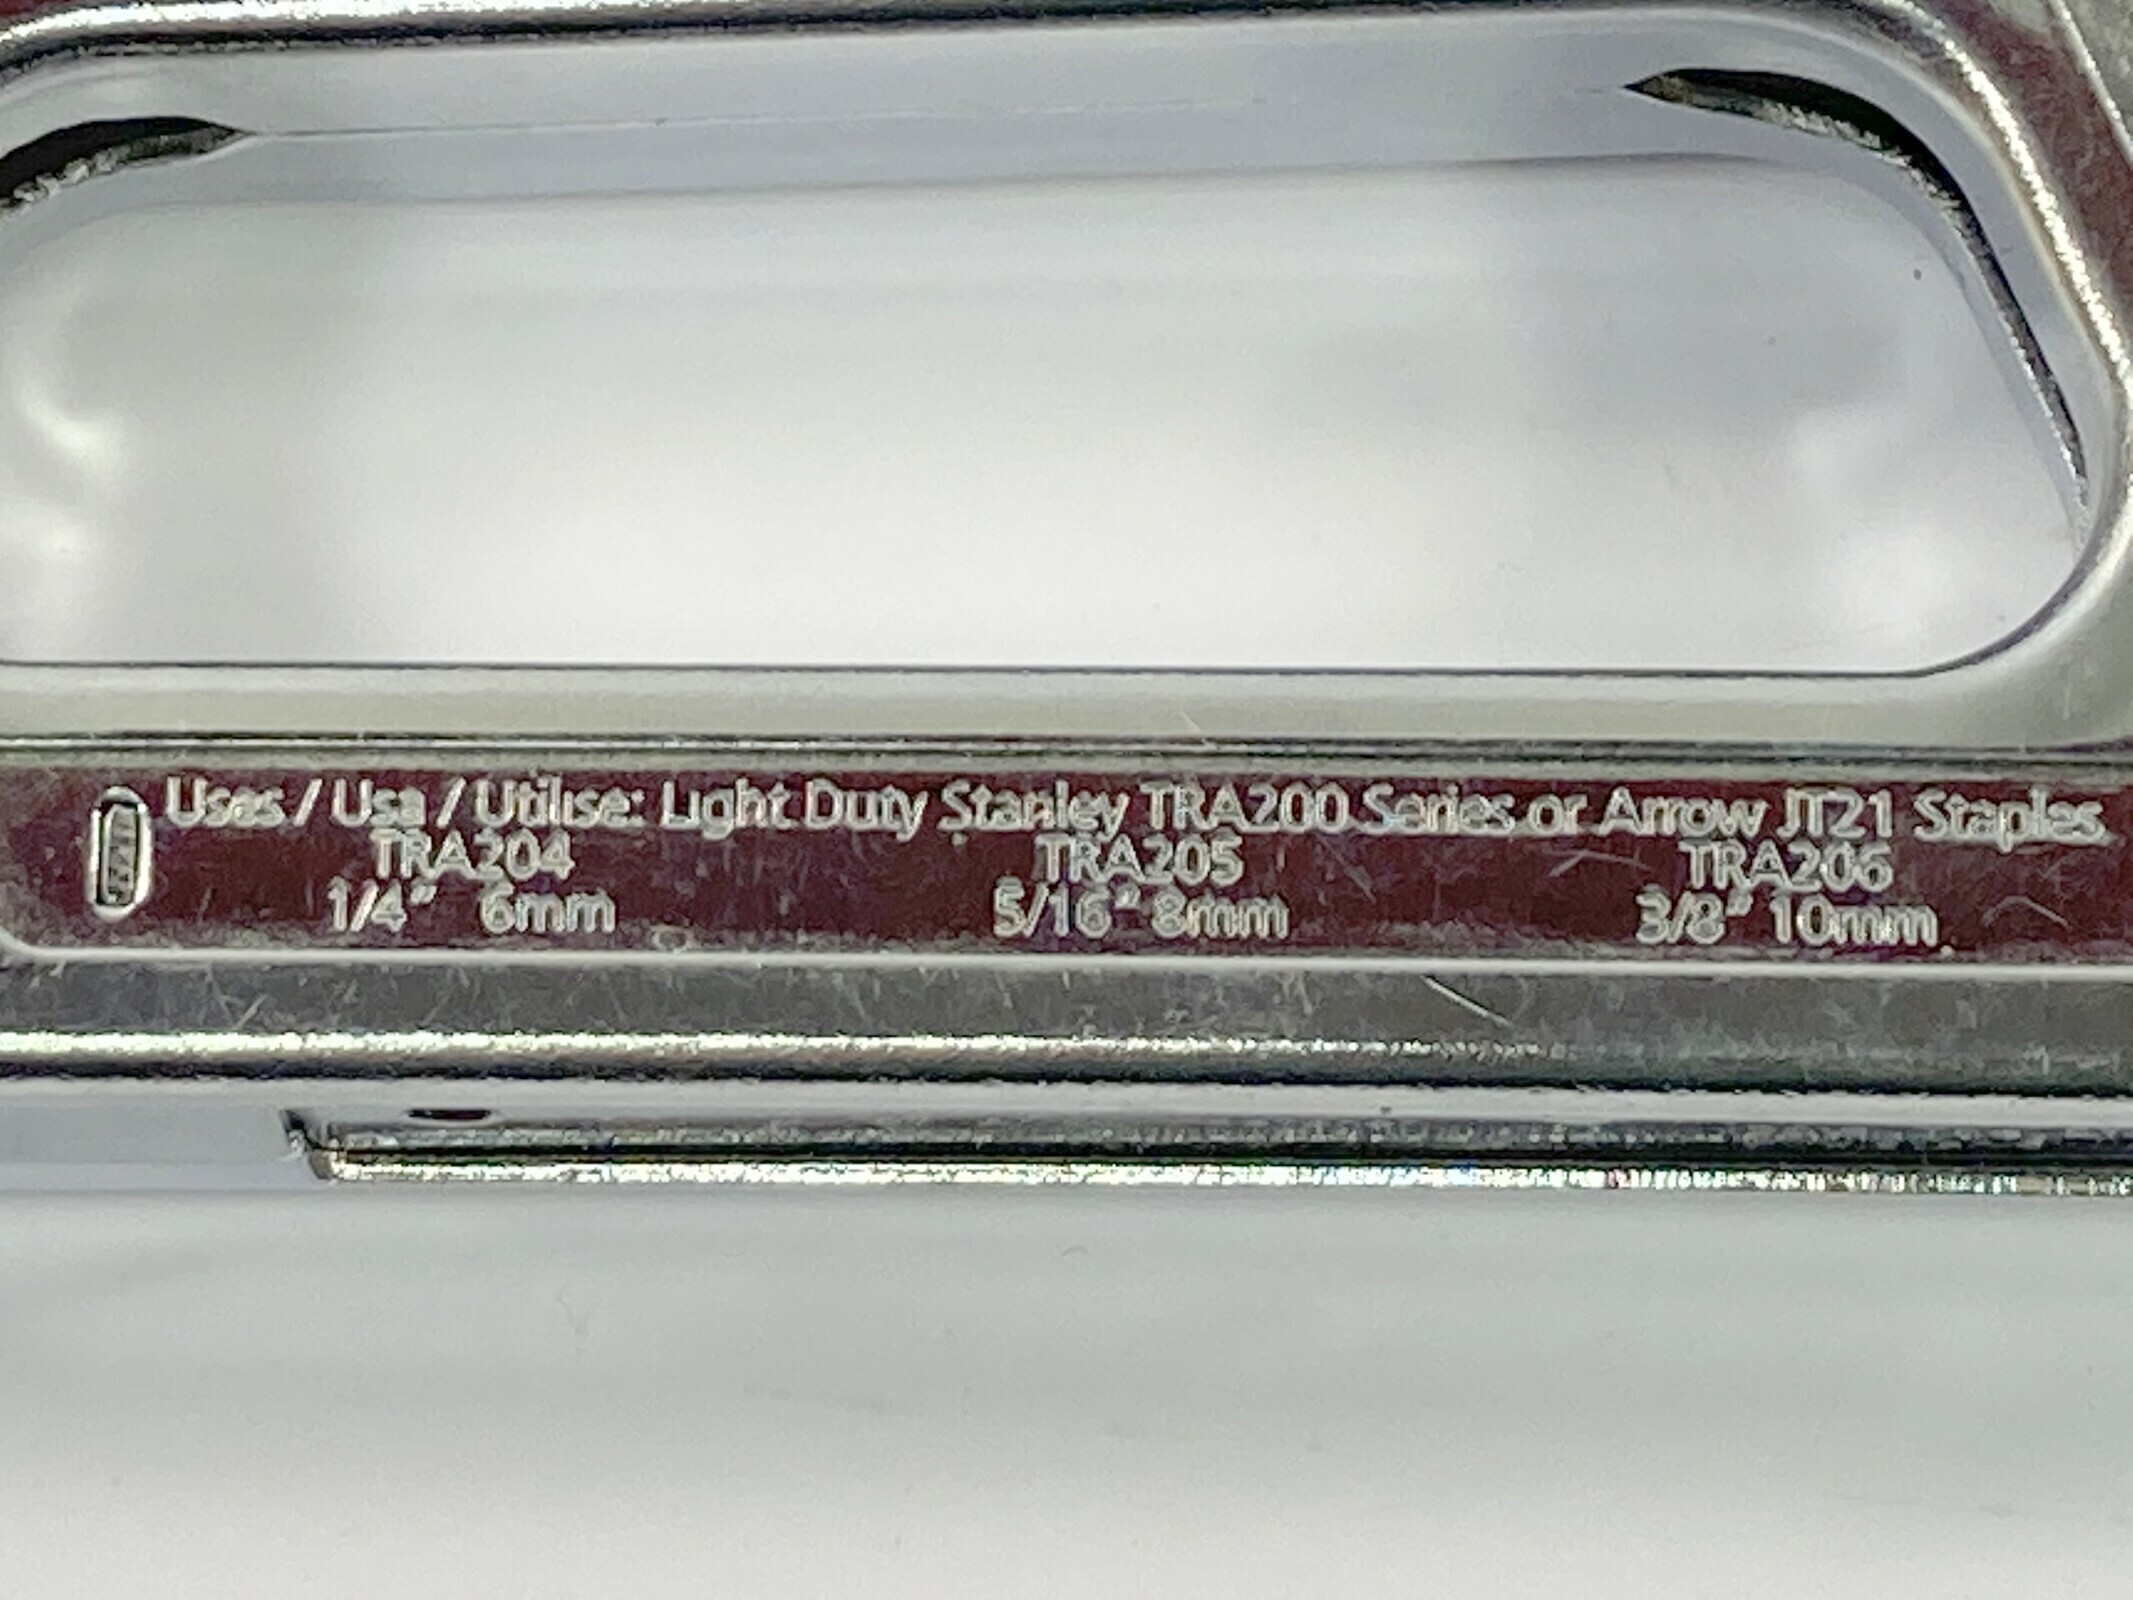 Uses / Usa / Utilise: Light Duty Stanley TRA200 Series or Arrow JT21 Staples
TRA204 TRA205 TRA206
1/4" 6mm 5/16" 8mm 3/8" 10mm